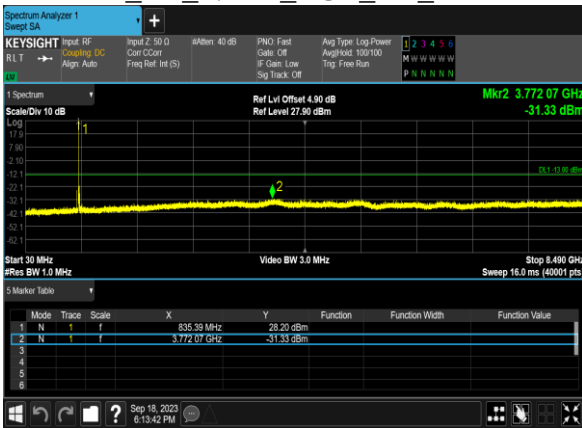 Spectrum Analyzer 1
Swept SA
KEYSIGHT Input: RF Input Z: 50 Ω #Atten: 40 dB PNO: Fast Avg Type: Log-Power 1 2 3 4 5 6
RLT Coupling: DC Corr CCorr Gate: Off Avg|Hold: 100/100 M W W W W W
Align: Auto Freq Ref: Int (S) IF Gain: Low Trig: Free Run
Sig Track: Off P N N N N N
LW
1 Spectrum Ref Lvl Offset 4.90 dB Mkr2 3.772 07 GHz
Scale/Div 10 dB Ref Level 27.90 dBm -31.33 dBm
Log
17.9 1
7.90
-2.10
-12.1 DL1 -13.00 dBm
-22.1 2
-32.1
-42.1
-52.1
-62.1
Start 30 MHz Video BW 3.0 MHz Stop 8.490 GHz
#Res BW 1.0 MHz Sweep 16.0 ms (40001 pts
5 Marker Table
Mode Trace Scale X Y Function Function Width Function Value
1 N 1 f 835.39 MHz 28.20 dBm
2 N 1 f 3.772 07 GHz -31.33 dBm
3
4
5
6
? Sep 18, 2023
6:13:42 PM